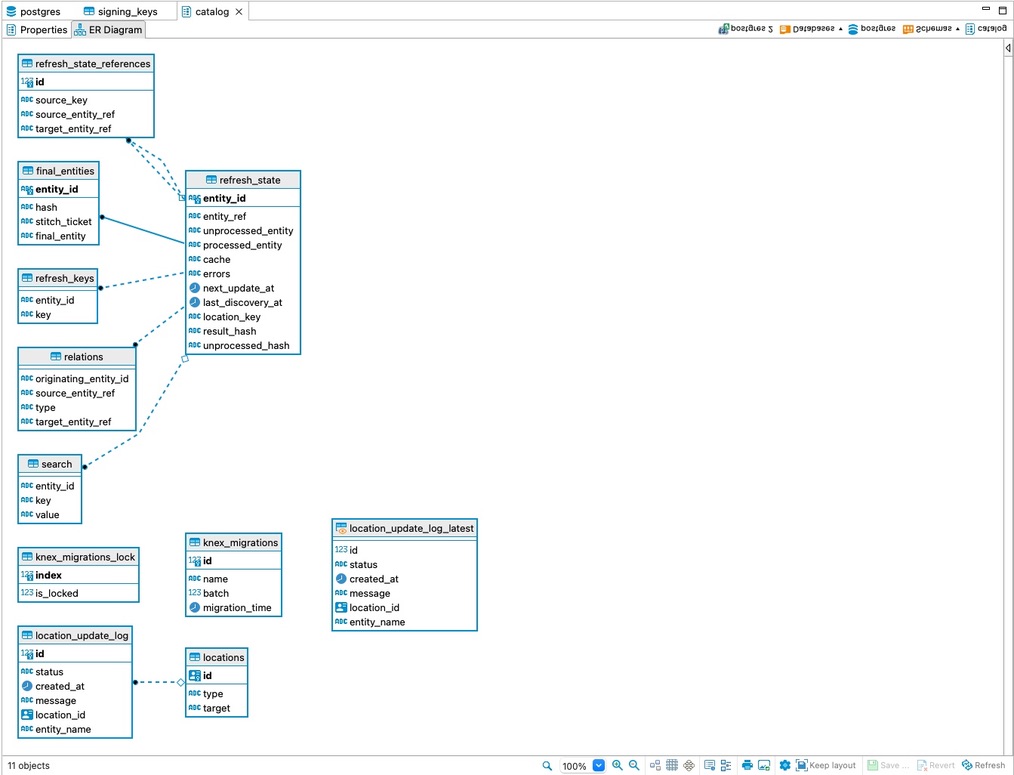 postgres signing_keys catalog
Properties ER Diagram postgres 2 Databases postgres Schemas catalog
refresh_state_references
123 id
ABC source_key
ABC source_entity_ref
ABC target_entity_ref
final_entities
ABC entity_id
ABC hash
ABC stitch_ticket
ABC final_entity
refresh_state
ABC entity_id
ABC entity_ref
ABC unprocessed_entity
ABC processed_entity
ABC cache
ABC errors
next_update_at
last_discovery_at
ABC location_key
ABC result_hash
ABC unprocessed_hash
refresh_keys
ABC entity_id
ABC key
relations
ABC originating_entity_id
ABC source_entity_ref
ABC type
ABC target_entity_ref
search
ABC entity_id
ABC key
ABC value
knex_migrations_lock
123 index
123 is_locked
knex_migrations
123 id
ABC name
123 batch
migration_time
location_update_log_latest
123 id
ABC status
created_at
ABC message
location_id
ABC entity_name
location_update_log
123 id
ABC status
created_at
ABC message
location_id
ABC entity_name
locations
id
ABC type
ABC target
11 objects 100% Keep layout Save ... Revert Refresh